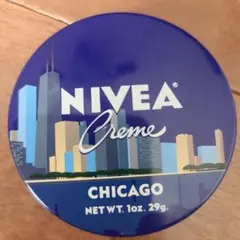 NIVEA®
Creme
CHICAGO
NET WT. 1oz. 29g.